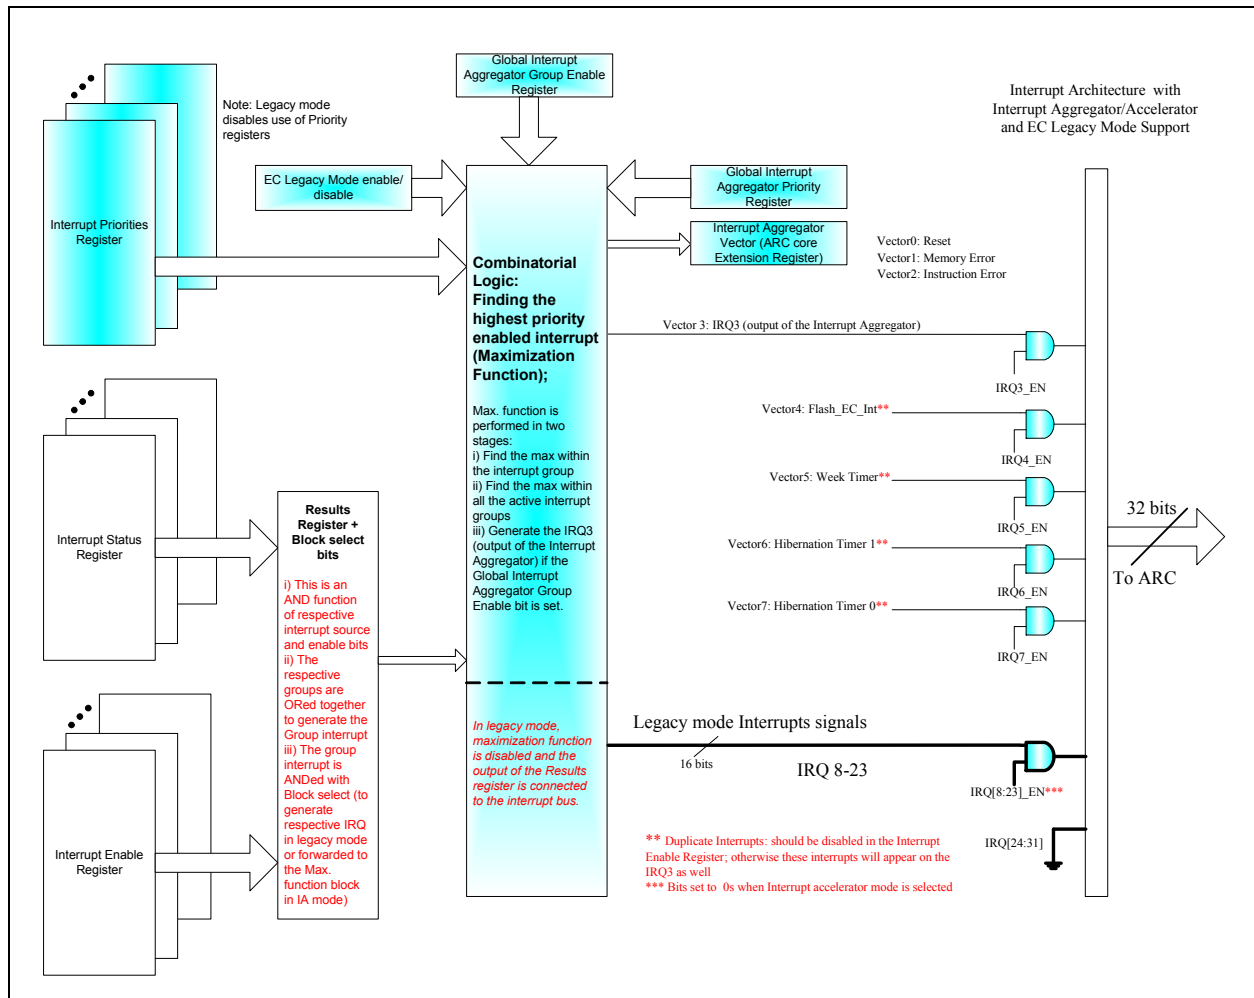 Global Interrupt
Aggregator Group Enable
Register
Interrupt Architecture with
Interrupt Aggregator/Accelerator
and EC Legacy Mode Support
Note: Legacy mode
disables use of Priority
registers
EC Legacy Mode enable/
disable
Global Interrupt
Aggregator Priority
Register
Interrupt Priorities
Register
Interrupt Aggregator
Vector (ARC core
Extension Register)
Vector0: Reset
Vector1: Memory Error
Vector2: Instruction Error
Combinatorial
Logic:
Finding the
highest priority
enabled interrupt
(Maximization
Function);
Max. function is
performed in two
stages:
i) Find the max within
the interrupt group
ii) Find the max within
all the active interrupt
groups
iii) Generate the IRQ3
(output of the Interrupt
Aggregator) if the
Global Interrupt
Aggregator Group
Enable bit is set.
Vector 3: IRQ3 (output of the Interrupt Aggregator)
IRQ3_EN
Vector4: Flash_EC_Int**
IRQ4_EN
Vector5: Week Timer**
IRQ5_EN
Vector6: Hibernation Timer 1**
IRQ6_EN
Vector7: Hibernation Timer 0**
IRQ7_EN
32 bits
To ARC
Interrupt Status
Register
Results
Register +
Block select
bits
i) This is an
AND function
of respective
interrupt source
and enable bits
ii) The
respective
groups are
ORed together
to generate the
Group interrupt
iii) The group
interrupt is
ANDed with
Block select (to
generate
respective IRQ
in legacy mode
or forwarded to
the Max.
function block
in IA mode)
Interrupt Enable
Register
In legacy mode,
maximization function
is disabled and the
output of the Results
register is connected
to the interrupt bus.
Legacy mode Interrupts signals
16 bits
IRQ 8-23
IRQ[8:23]_EN***
IRQ[24:31]
** Duplicate Interrupts: should be disabled in the Interrupt
Enable Register; otherwise these interrupts will appear on the
IRQ3 as well
*** Bits set to 0s when Interrupt accelerator mode is selected